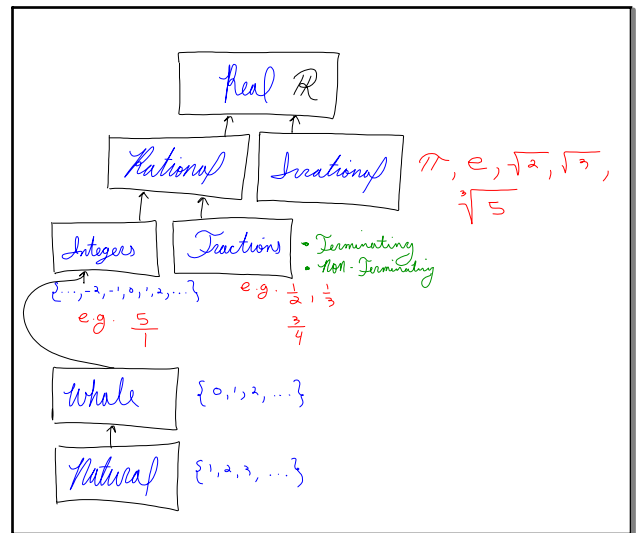 Real ℝ
Rational
Irrational
π, e, √2, √3,
∛5
Integers
Fractions
• Terminating
• Non-Terminating
{..., -2, -1, 0, 1, 2, ...}
e.g. 5/1
e.g. 1/2, 1/3
3/4
Whole
{0, 1, 2, ...}
Natural
{1, 2, 3, ...}